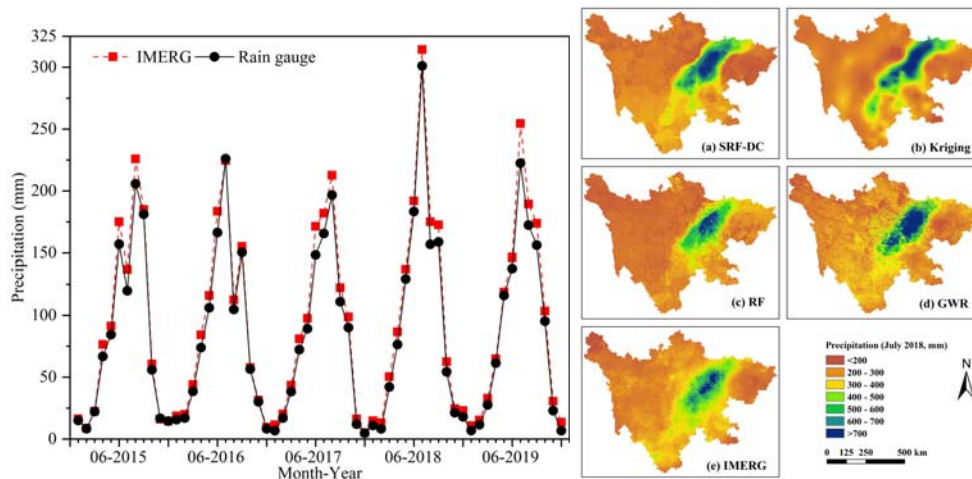 325
300
250
200
150
100
50
0
Precipitation (mm)
IMERG
Rain gauge
06-2015
06-2016
06-2017
06-2018
06-2019
Month-Year
(a) SRF-DC
(b) Kriging
(c) RF
(d) GWR
(e) IMERG
Precipitation (July 2018, mm)
<200
200 - 300
300 - 400
400 - 500
500 - 600
600 - 700
>700
N
0 125 250 500 km